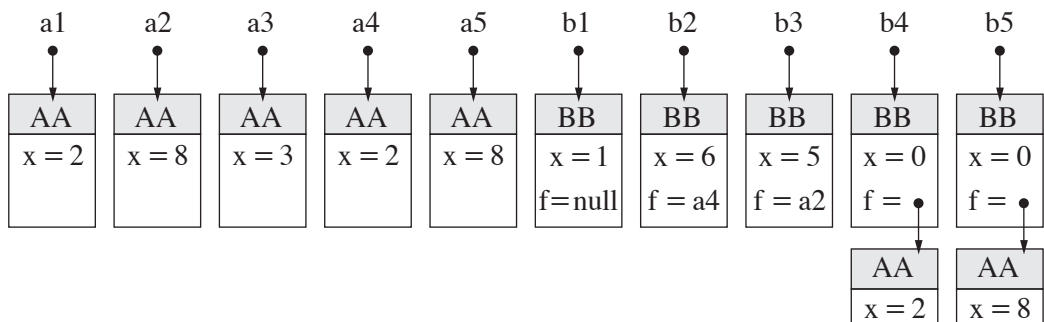 a1 a2 a3 a4 a5 b1 b2 b3 b4 b5
AA AA AA AA AA BB BB BB BB BB
x = 2 x = 8 x = 3 x = 2 x = 8 x = 1 x = 6 x = 5 x = 0 x = 0
f=null f = a4 f = a2 f = f =
AA AA
x = 2 x = 8